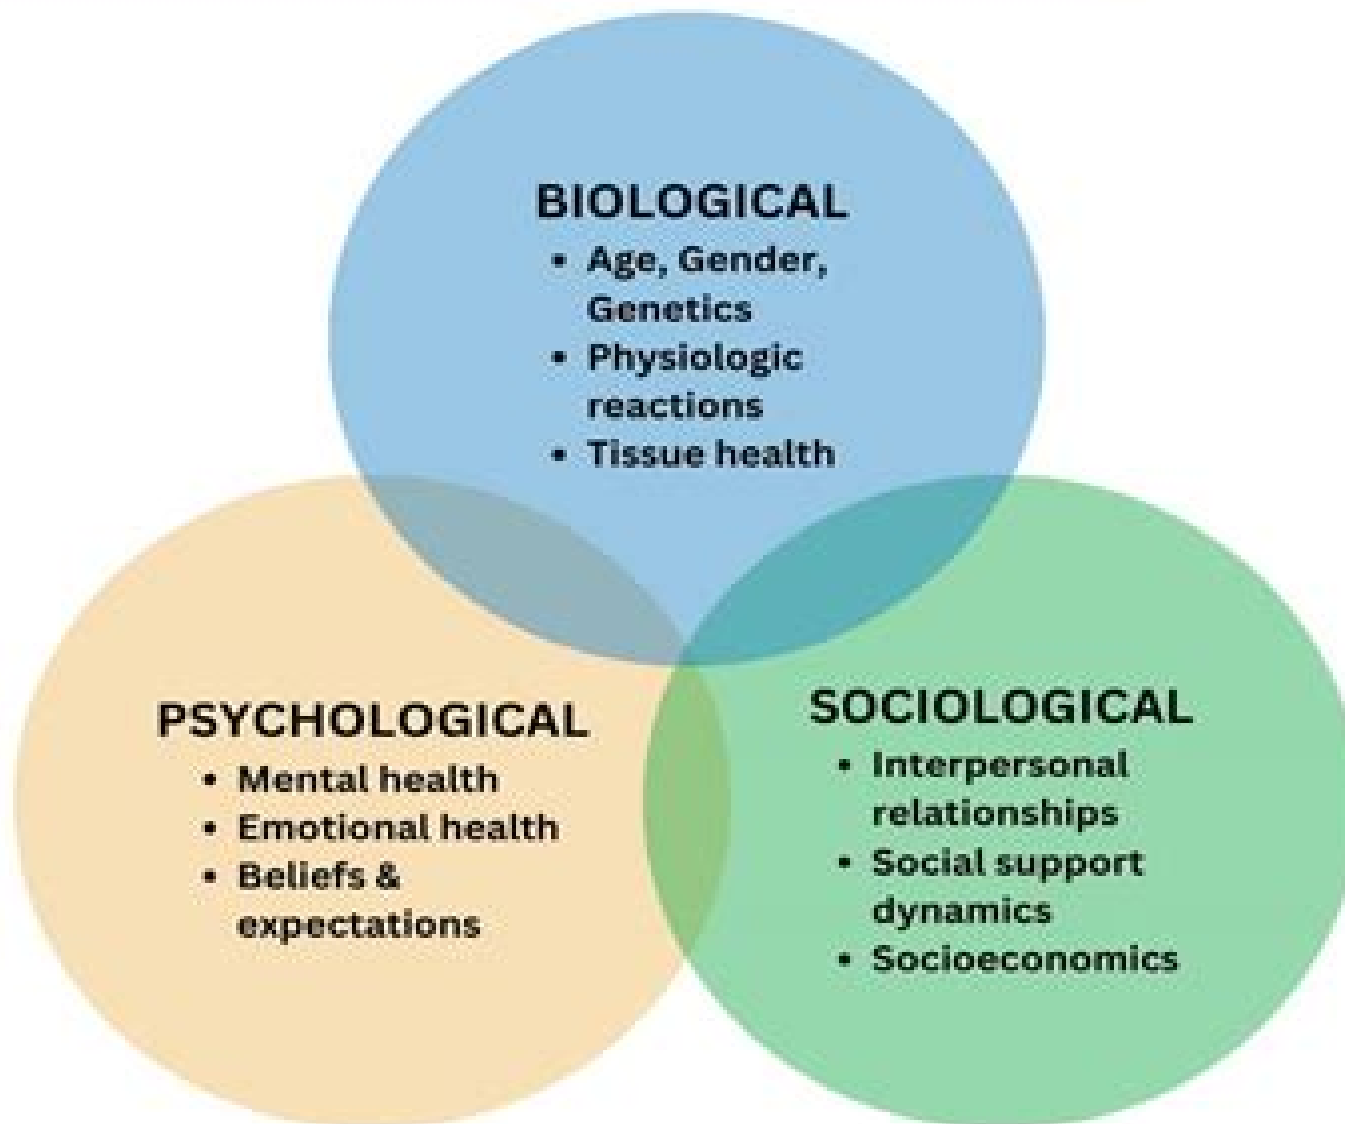 BIOLOGICAL
• Age, Gender,
Genetics
• Physiologic
reactions
• Tissue health
PSYCHOLOGICAL
• Mental health
• Emotional health
• Beliefs &
expectations
SOCIOLOGICAL
• Interpersonal
relationships
• Social support
dynamics
• Socioeconomics